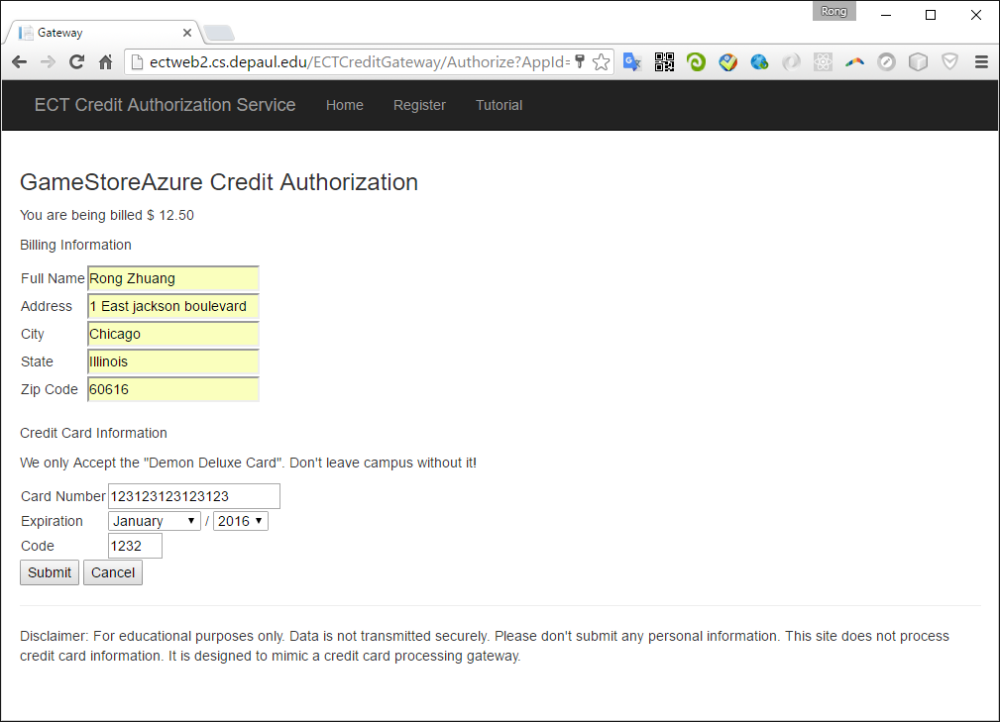 Rong
Gateway
ectweb2.cs.depaul.edu/ECTCreditGateway/Authorize?AppId=
ECT Credit Authorization Service Home Register Tutorial
GameStoreAzure Credit Authorization
You are being billed $ 12.50
Billing Information
Full Name Rong Zhuang
Address 1 East jackson boulevard
City Chicago
State Illinois
Zip Code 60616
Credit Card Information
We only Accept the "Demon Deluxe Card". Don't leave campus without it!
Card Number 123123123123123
Expiration January / 2016
Code 1232
Submit Cancel
Disclaimer: For educational purposes only. Data is not transmitted securely. Please don't submit any personal information. This site does not process
credit card information. It is designed to mimic a credit card processing gateway.